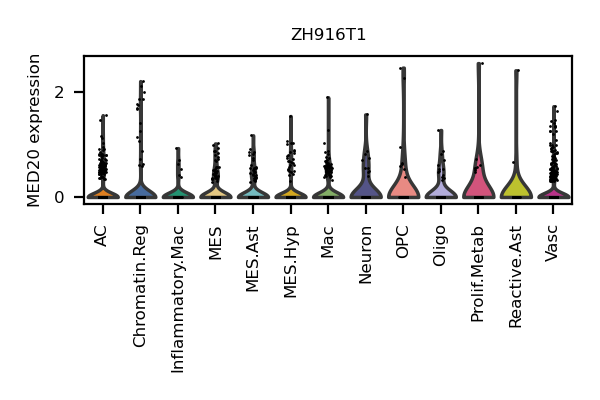 ZH916T1
MED20 expression
2
0
AC
Chromatin.Reg
Inflammatory.Mac
MES
MES.Ast
MES.Hyp
Mac
Neuron
OPC
Oligo
Prolif.Metab
Reactive.Ast
Vasc